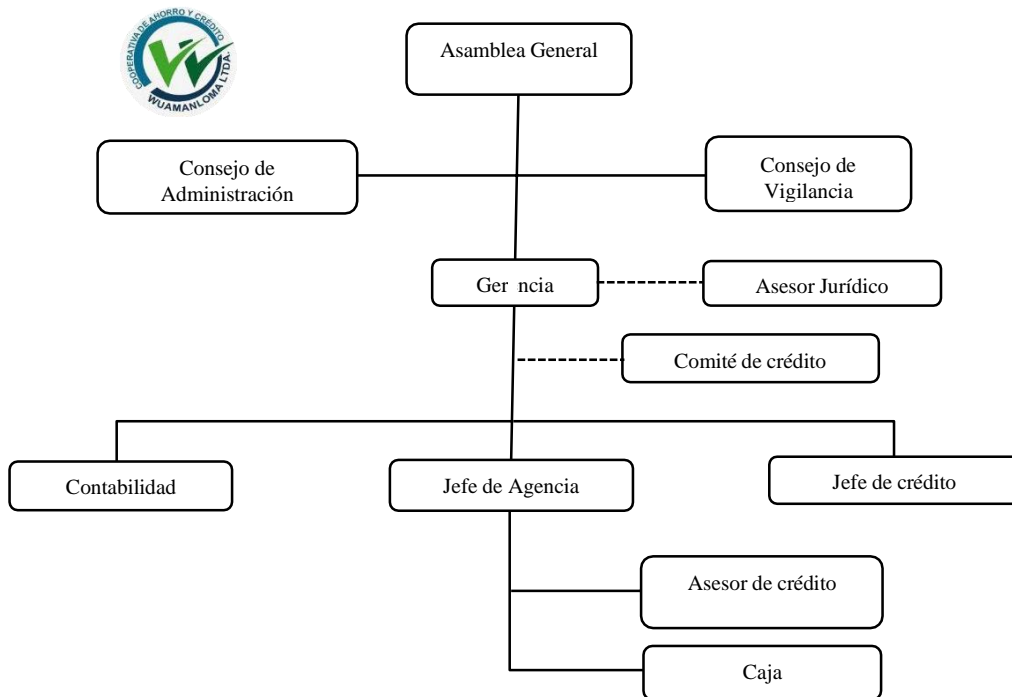 COOPERATIVA DE AHORRO Y CRÉDITO
WUAMANLOMA LTDA.
Asamblea General
Consejo de
Administración
Consejo de
Vigilancia
Ger ncia
Asesor Jurídico
Comité de crédito
Contabilidad
Jefe de Agencia
Jefe de crédito
Asesor de crédito
Caja